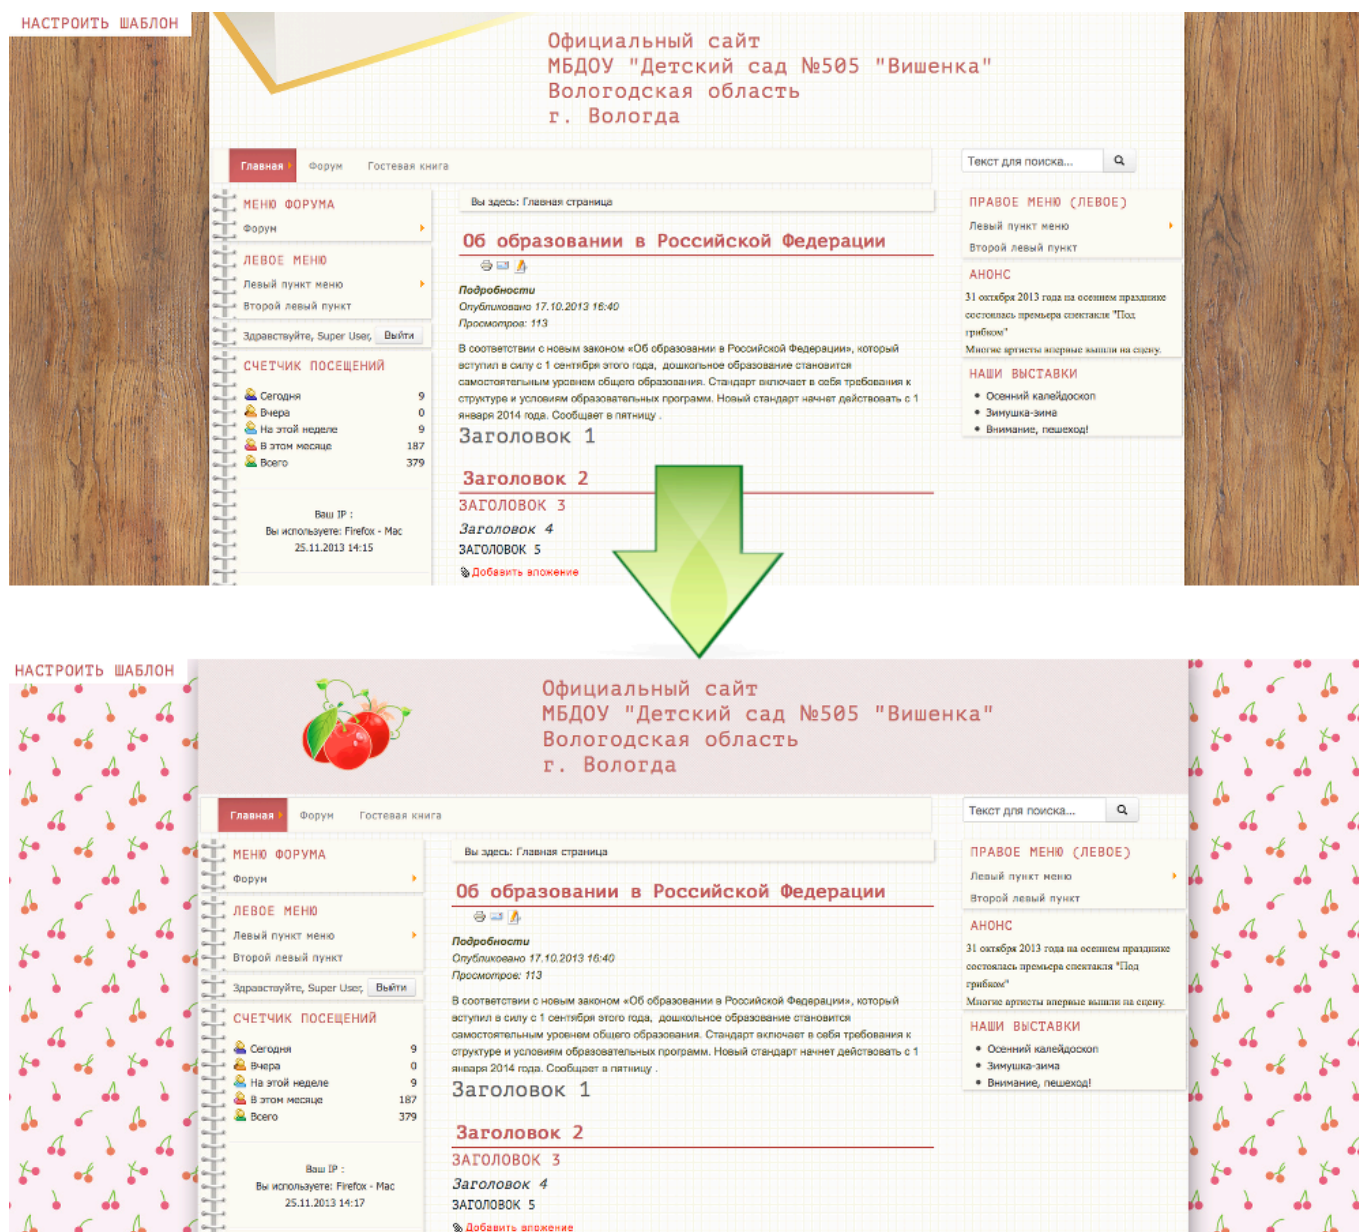 НАСТРОИТЬ ШАБЛОН
Официальный сайт
МБДОУ "Детский сад №505 "Вишенка"
Вологодская область
г. Вологда
Главная
Форум
Гостевая книга
Текст для поиска...
МЕНЮ ФОРУМА
Форум
ЛЕВОЕ МЕНЮ
Левый пункт меню
Второй левый пункт
Здравствуйте, Super User,
Выйти
СЧЕТЧИК ПОСЕЩЕНИЙ
Сегодня 9
Вчера 0
На этой неделе 9
В этом месяце 187
Всего 379
Ваш IP :
Вы используете: Firefox - Mac
25.11.2013 14:15
Вы здесь: Главная страница
Об образовании в Российской Федерации
Подробности
Опубликовано 17.10.2013 16:40
Просмотров: 113
В соответствии с новым законом «Об образовании в Российской Федерации», который
вступил в силу с 1 сентября этого года, дошкольное образование становится
самостоятельным уровнем общего образования. Стандарт включает в себя требования к
структуре и условиям образовательных программ. Новый стандарт начнет действовать с 1
января 2014 года. Сообщает в пятницу .
Заголовок 1
Заголовок 2
ЗАГОЛОВОК 3
Заголовок 4
ЗАГОЛОВОК 5
Добавить вложение
ПРАВОЕ МЕНЮ (ЛЕВОЕ)
Левый пункт меню
Второй левый пункт
АНОНС
31 октября 2013 года на осеннем празднике
состоялась премьера спектакля "Под
грибком"
Многие артисты впервые вышли на сцену.
НАШИ ВЫСТАВКИ
Осенний калейдоскоп
Зимушка-зима
Внимание, пешеход!
НАСТРОИТЬ ШАБЛОН
Официальный сайт
МБДОУ "Детский сад №505 "Вишенка"
Вологодская область
г. Вологда
Главная
Форум
Гостевая книга
Текст для поиска...
МЕНЮ ФОРУМА
Форум
ЛЕВОЕ МЕНЮ
Левый пункт меню
Второй левый пункт
Здравствуйте, Super User,
Выйти
СЧЕТЧИК ПОСЕЩЕНИЙ
Сегодня 9
Вчера 0
На этой неделе 9
В этом месяце 187
Всего 379
Ваш IP :
Вы используете: Firefox - Mac
25.11.2013 14:17
Вы здесь: Главная страница
Об образовании в Российской Федерации
Подробности
Опубликовано 17.10.2013 16:40
Просмотров: 113
В соответствии с новым законом «Об образовании в Российской Федерации», который
вступил в силу с 1 сентября этого года, дошкольное образование становится
самостоятельным уровнем общего образования. Стандарт включает в себя требования к
структуре и условиям образовательных программ. Новый стандарт начнет действовать с 1
января 2014 года. Сообщает в пятницу .
Заголовок 1
Заголовок 2
ЗАГОЛОВОК 3
Заголовок 4
ЗАГОЛОВОК 5
Добавить вложение
ПРАВОЕ МЕНЮ (ЛЕВОЕ)
Левый пункт меню
Второй левый пункт
АНОНС
31 октября 2013 года на осеннем празднике
состоялась премьера спектакля "Под
грибком"
Многие артисты впервые вышли на сцену.
НАШИ ВЫСТАВКИ
Осенний калейдоскоп
Зимушка-зима
Внимание, пешеход!